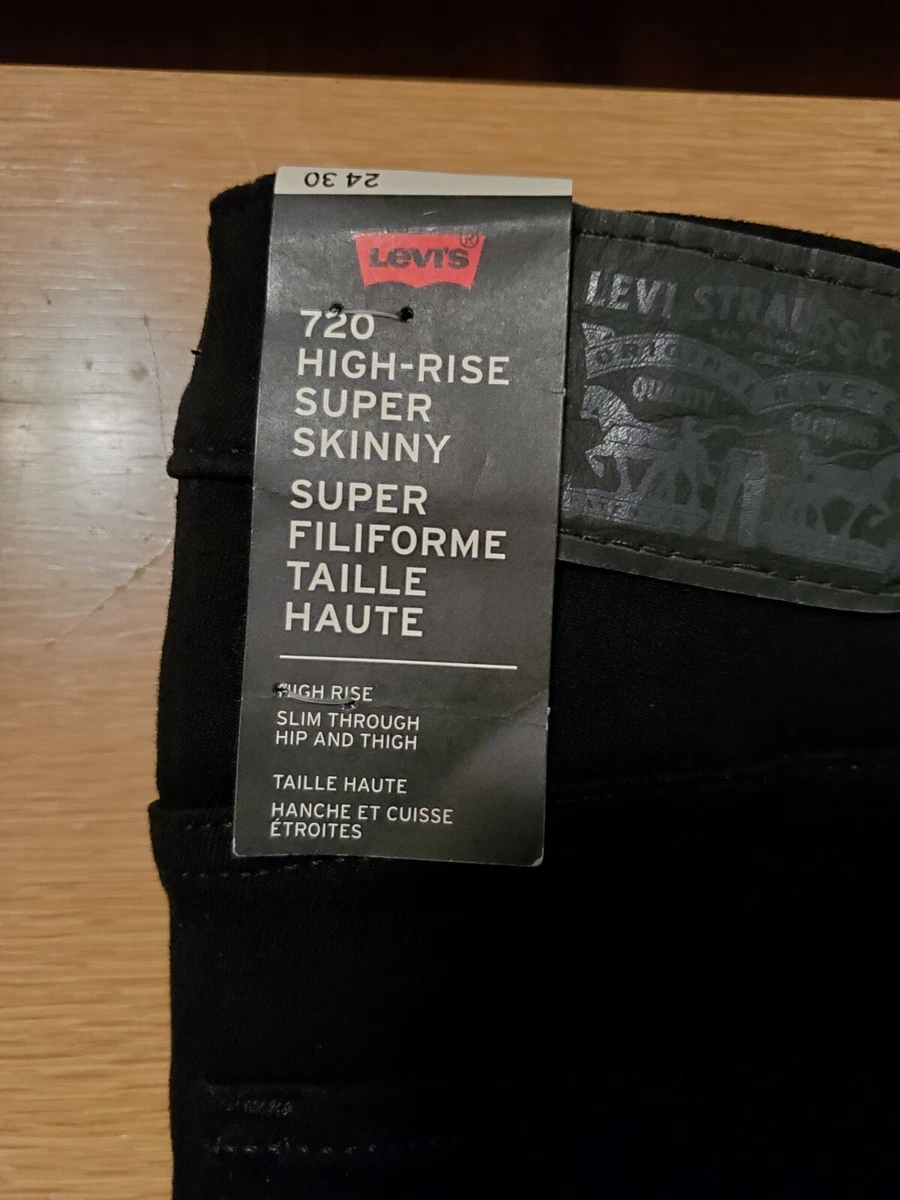 24 30
Levi's®
720
HIGH-RISE
SUPER
SKINNY
SUPER
FILIFORME
TAILLE
HAUTE
HIGH RISE
SLIM THROUGH
HIP AND THIGH
TAILLE HAUTE
HANCHE ET CUISSE
ÉTROITES
LEVI STRAUSS &
QUALITY
CLOTHING